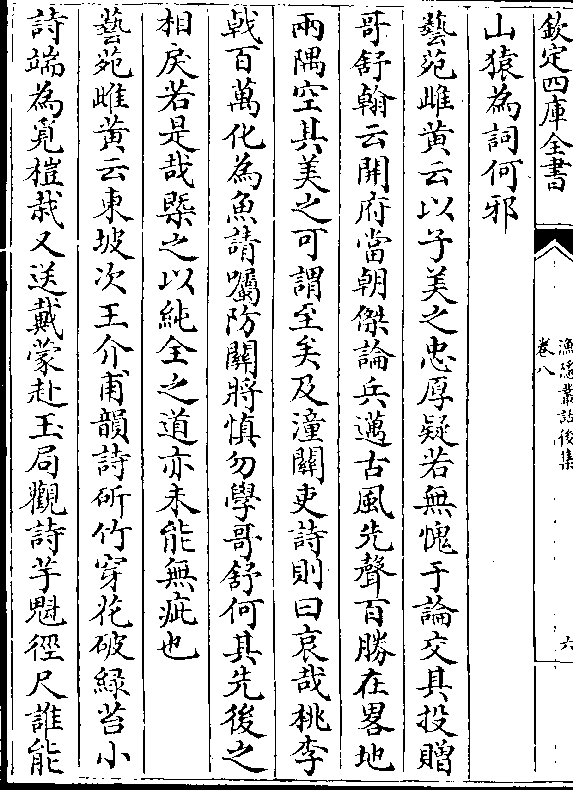 欽定四庫全書
漁隱叢話後集
卷八
六
山猿為詞何邪
藝苑雌黄云以子美之忠厚疑若無愧于論交其投贈
哥舒翰云開府當朝傑論兵邁古風先聲百勝在畧地
兩隅空其美之可謂至矣及潼關吏詩則曰哀哉桃李
戰百萬化為魚請囑防關將慎勿學哥舒何其先後之
相戾若是哉槩之以純全之道亦未能無疵也
藝苑雌黄云東坡次王介甫韻詩斫竹穿花破緑苔小
詩端為覓榿栽又送戴蒙赴玉局觀詩芋魁徑尺誰能